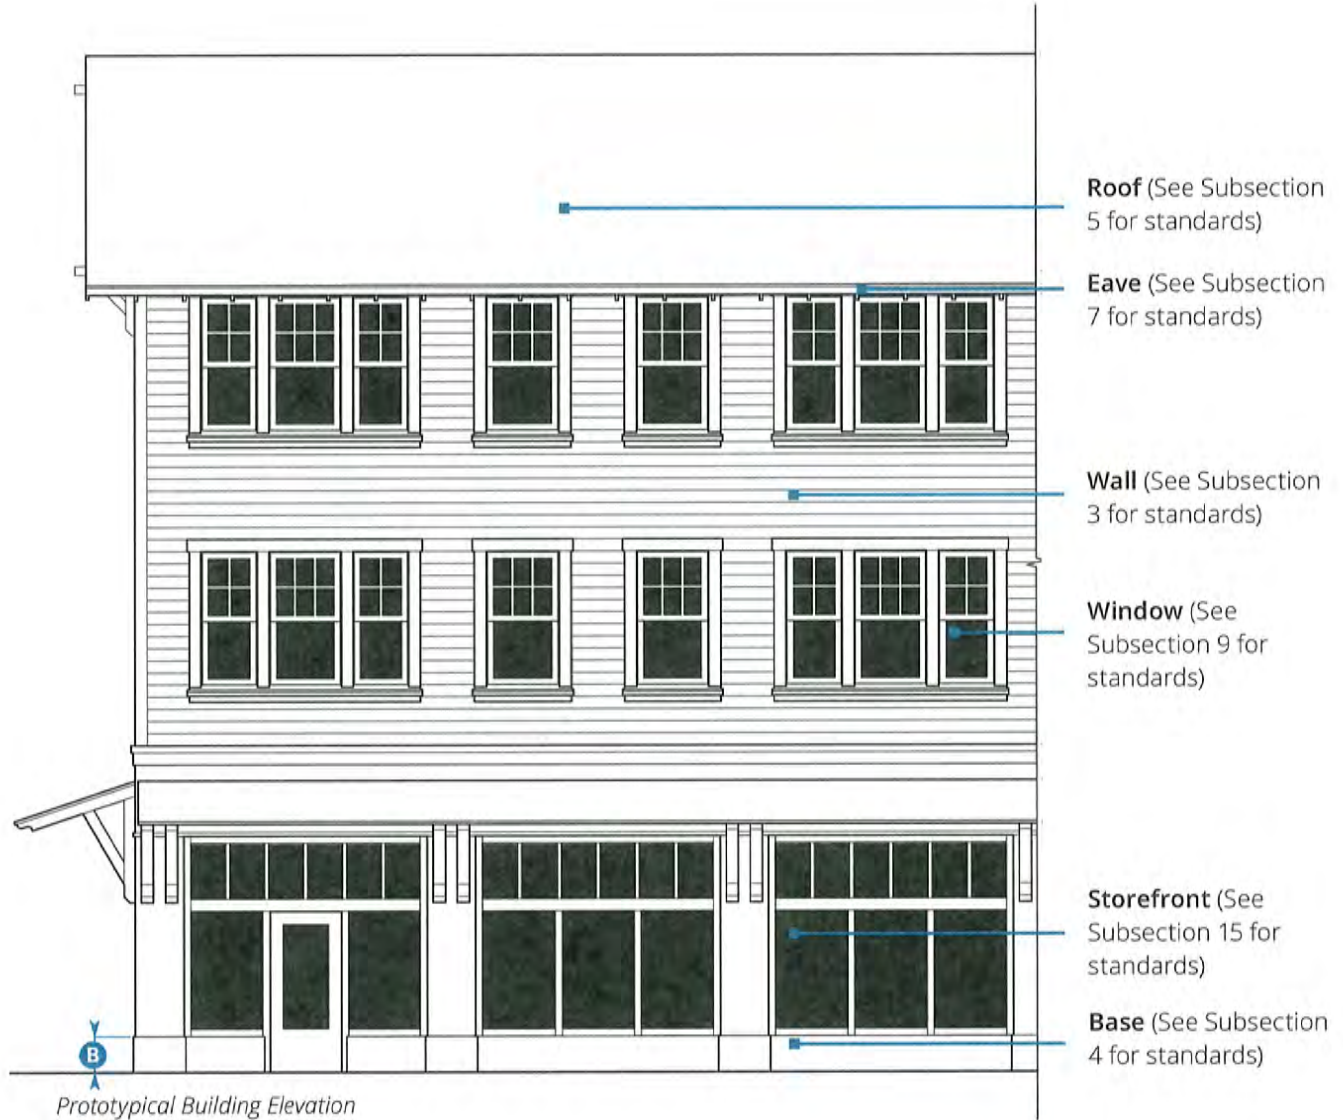 Roof (See Subsection
5 for standards)
Eave (See Subsection
7 for standards)
Wall (See Subsection
3 for standards)
Window (See
Subsection 9 for
standards)
Storefront (See
Subsection 15 for
standards)
Base (See Subsection
4 for standards)
B
Prototypical Building Elevation